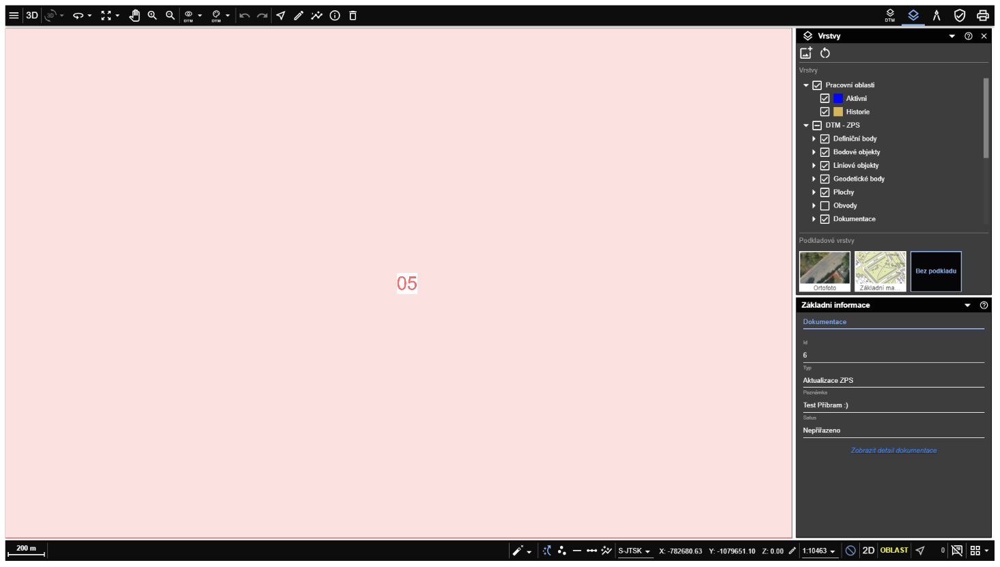 3D 3D DTM DTM DTM
Vrstvy
Vrstvy
Pracovní oblasti
Aktivní
Historie
DTM - ZPS
Definiční body
Bodové objekty
Liniové objekty
Geodetické body
Plochy
Obvody
Dokumentace
05
Podkladové vrstvy
Ortofoto
Základní ma...
Bez podkladu
Základní informace
Dokumentace
Id
6
Typ
Aktualizace ZPS
Poznámka
Test Příbram :)
Status
Nepřiřazeno
Zobrazit detail dokumentace
200 m S-JTSK X: -782680.63 Y: -1079651.10 Z: 0.00 1:10463 2D OBLAST 0